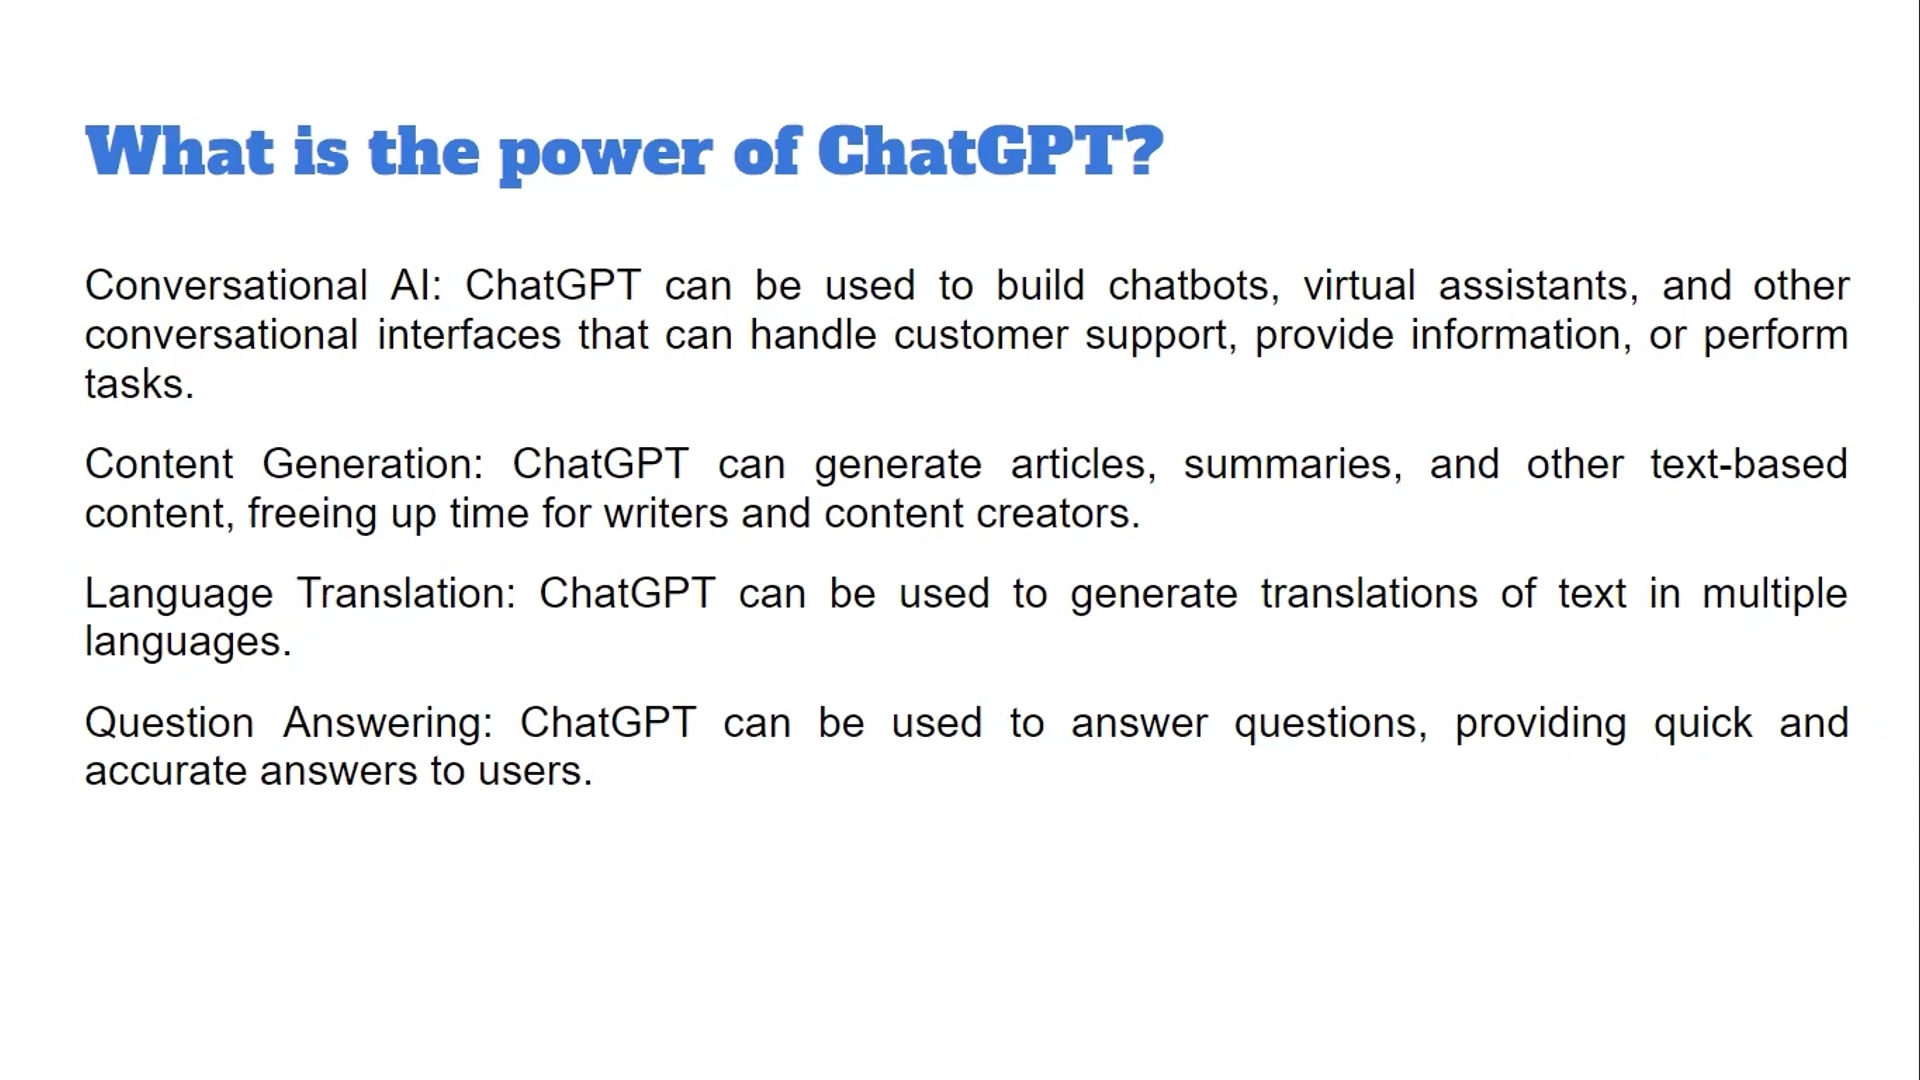 What is the power of ChatGPT?
Conversational AI: ChatGPT can be used to build chatbots, virtual assistants, and other
conversational interfaces that can handle customer support, provide information, or perform
tasks.
Content Generation: ChatGPT can generate articles, summaries, and other text-based
content, freeing up time for writers and content creators.
Language Translation: ChatGPT can be used to generate translations of text in multiple
languages.
Question Answering: ChatGPT can be used to answer questions, providing quick and
accurate answers to users.